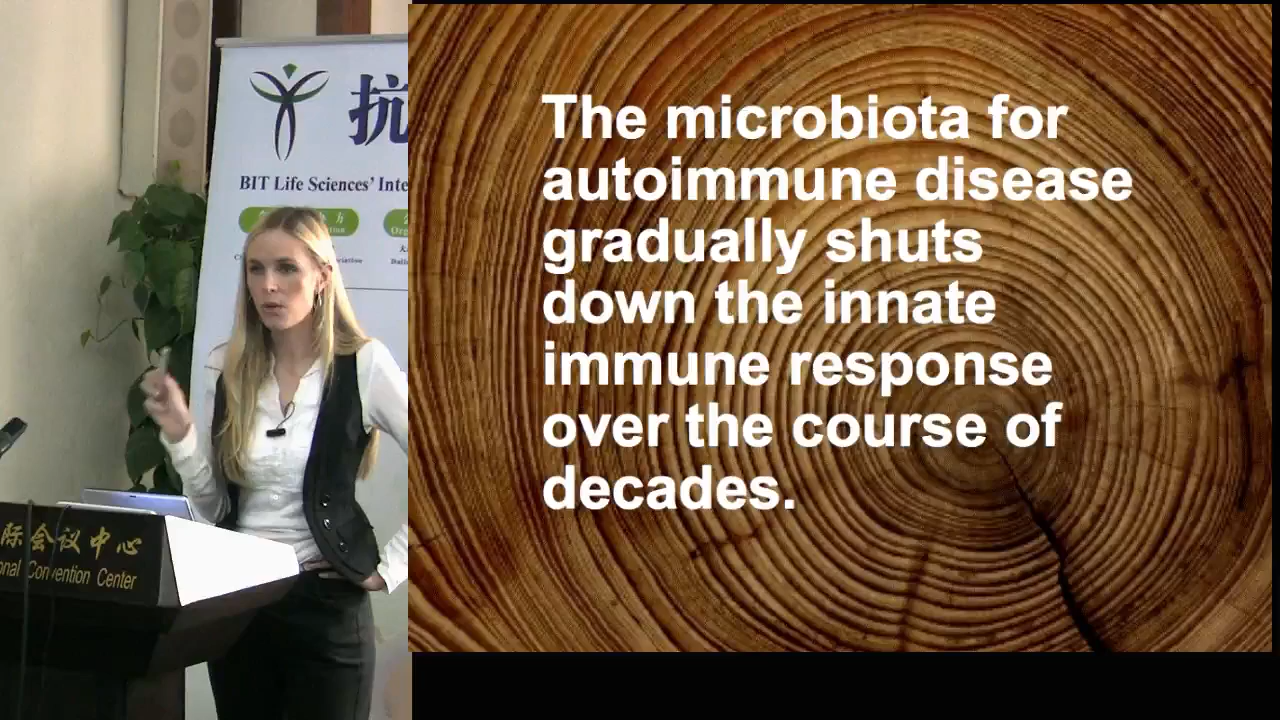 抗
BIT Life Sciences' Inte
The microbiota for
autoimmune disease
gradually shuts
down the innate
immune response
over the course of
decades.
际会议中心
onal Convention Center